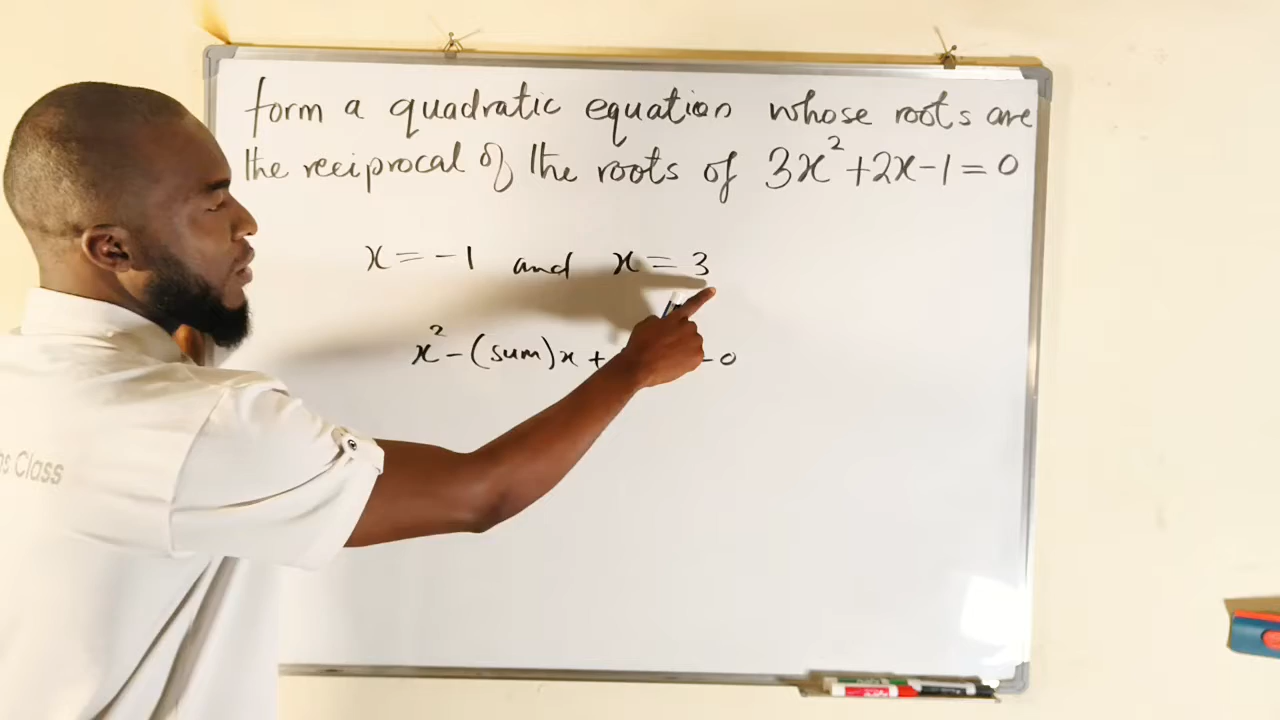 form a quadratic equation whose roots are
the reciprocal of the roots of 3x² + 2x - 1 = 0
x = -1 and x = 3
x² - (sum)x + - 0
Class